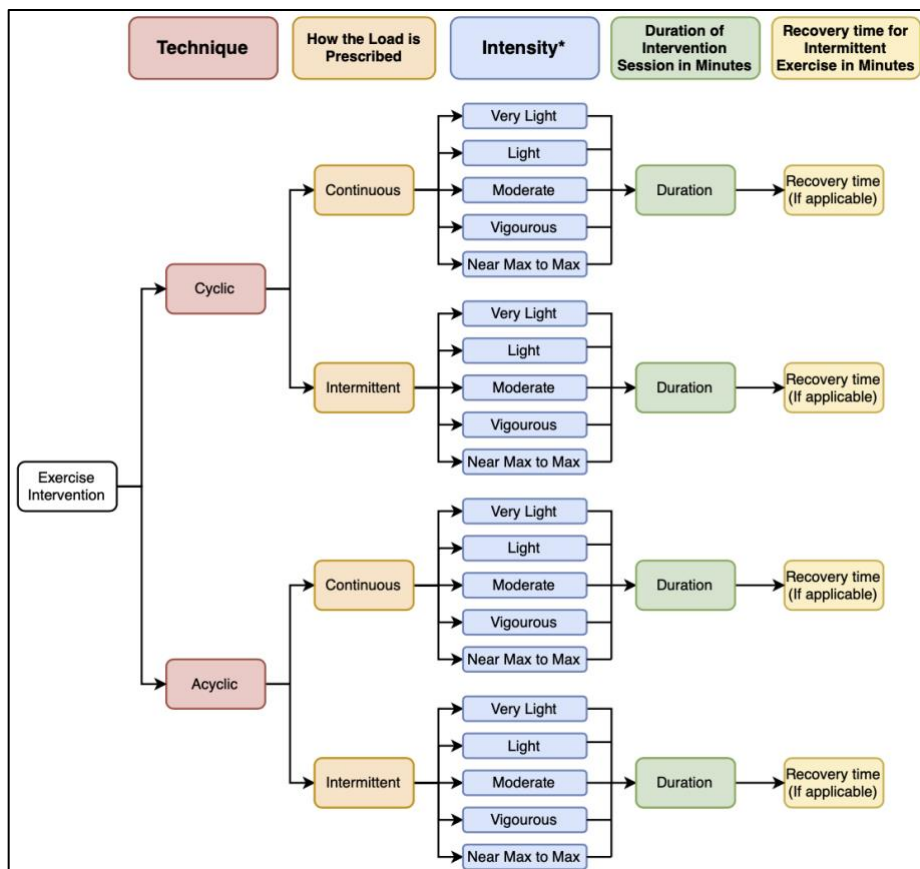 Technique
How the Load is
Prescribed
Intensity*
Duration of
Intervention
Session in Minutes
Recovery time for
Intermittent
Exercise in Minutes
Exercise
Intervention
Cyclic
Continuous
Very Light
Light
Moderate
Vigourous
Near Max to Max
Duration
Recovery time
(If applicable)
Intermittent
Very Light
Light
Moderate
Vigourous
Near Max to Max
Duration
Recovery time
(If applicable)
Acyclic
Continuous
Very Light
Light
Moderate
Vigourous
Near Max to Max
Duration
Recovery time
(If applicable)
Intermittent
Very Light
Light
Moderate
Vigourous
Near Max to Max
Duration
Recovery time
(If applicable)